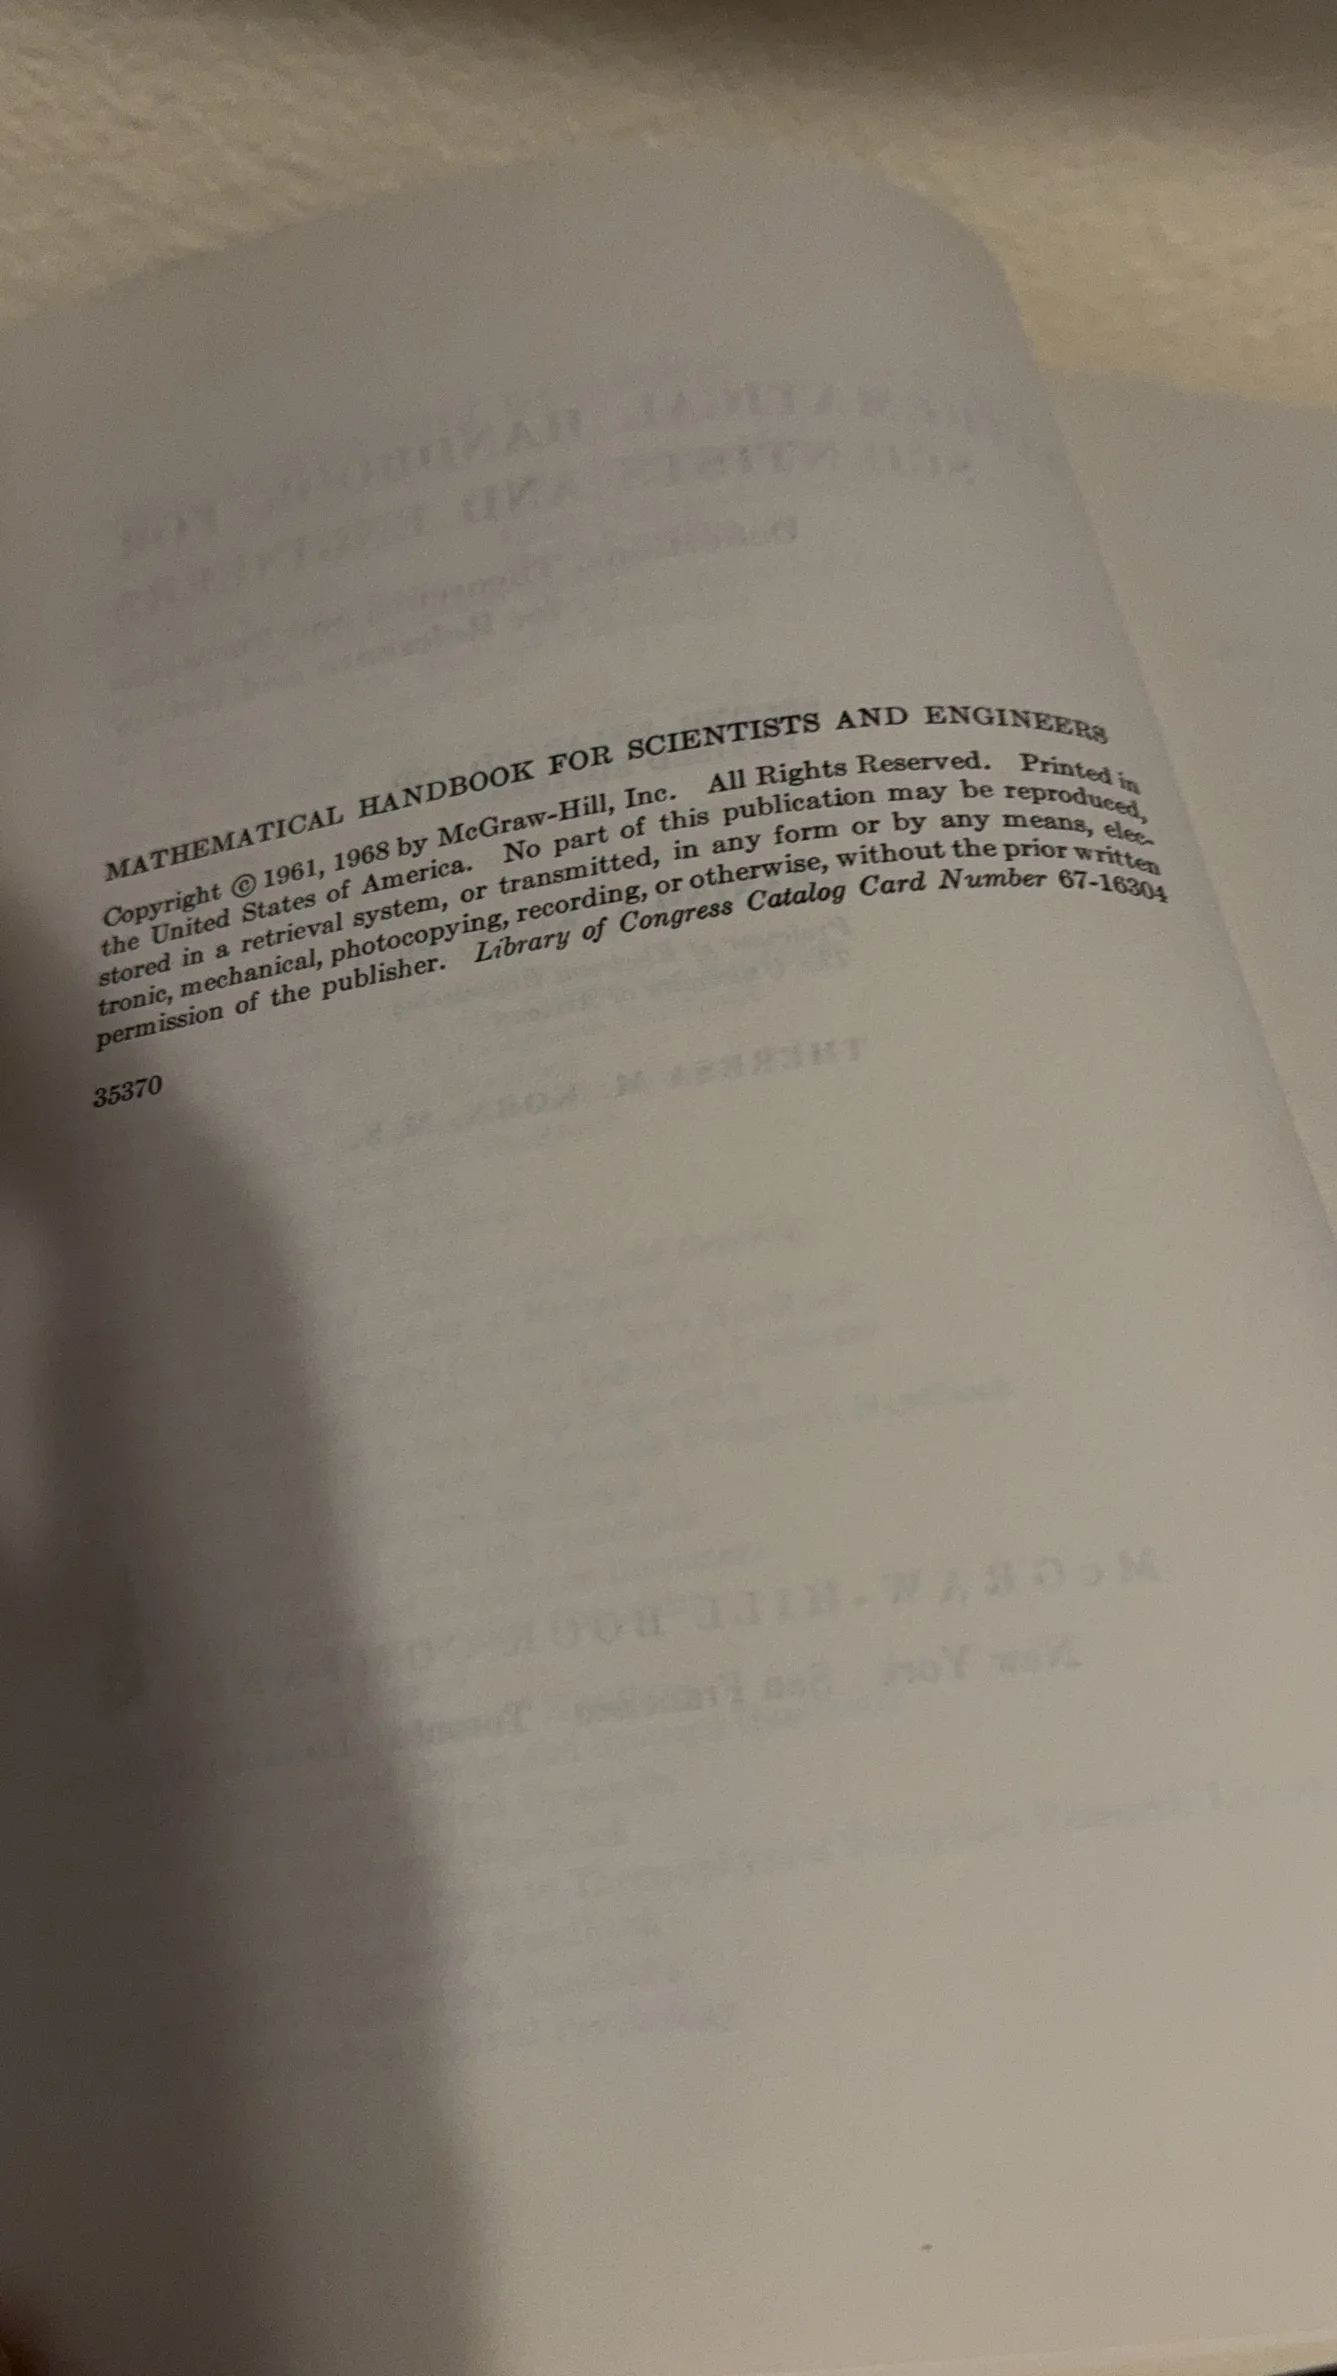 MATHEMATICAL HANDBOOK FOR SCIENTISTS AND ENGINEERS
Copyright © 1961, 1968 by McGraw-Hill, Inc. All Rights Reserved. Printed in
the United States of America. No part of this publication may be reproduced,
stored in a retrieval system, or transmitted, in any form or by any means, elec-
tronic, mechanical, photocopying, recording, or otherwise, without the prior written
permission of the publisher. Library of Congress Catalog Card Number 67-16304
35370